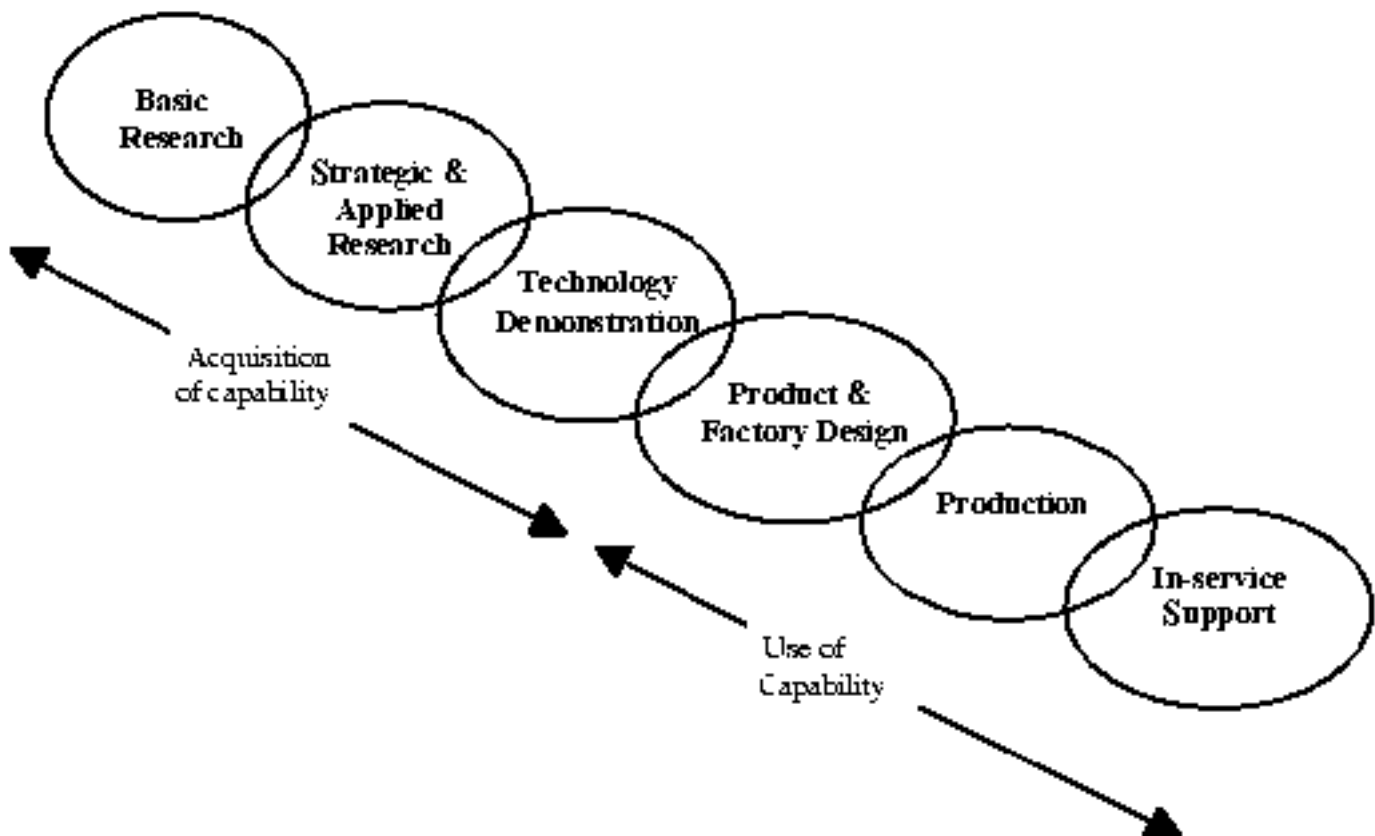 Basic
Research
Strategic &
Applied
Research
Technology
Demonstration
Product &
Factory Design
Production
In-service
Support
Acquisition
of capability
Use of
Capability